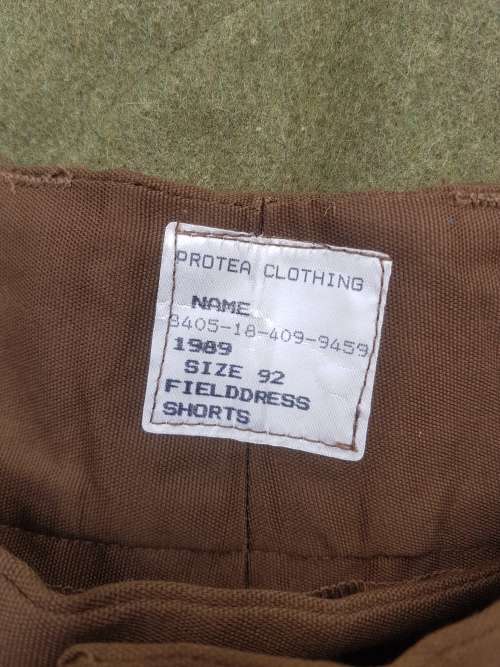 PROTEA CLOTHING
NAME
8405-18-409-9459
1989
SIZE 92
FIELDDRESS
SHORTS